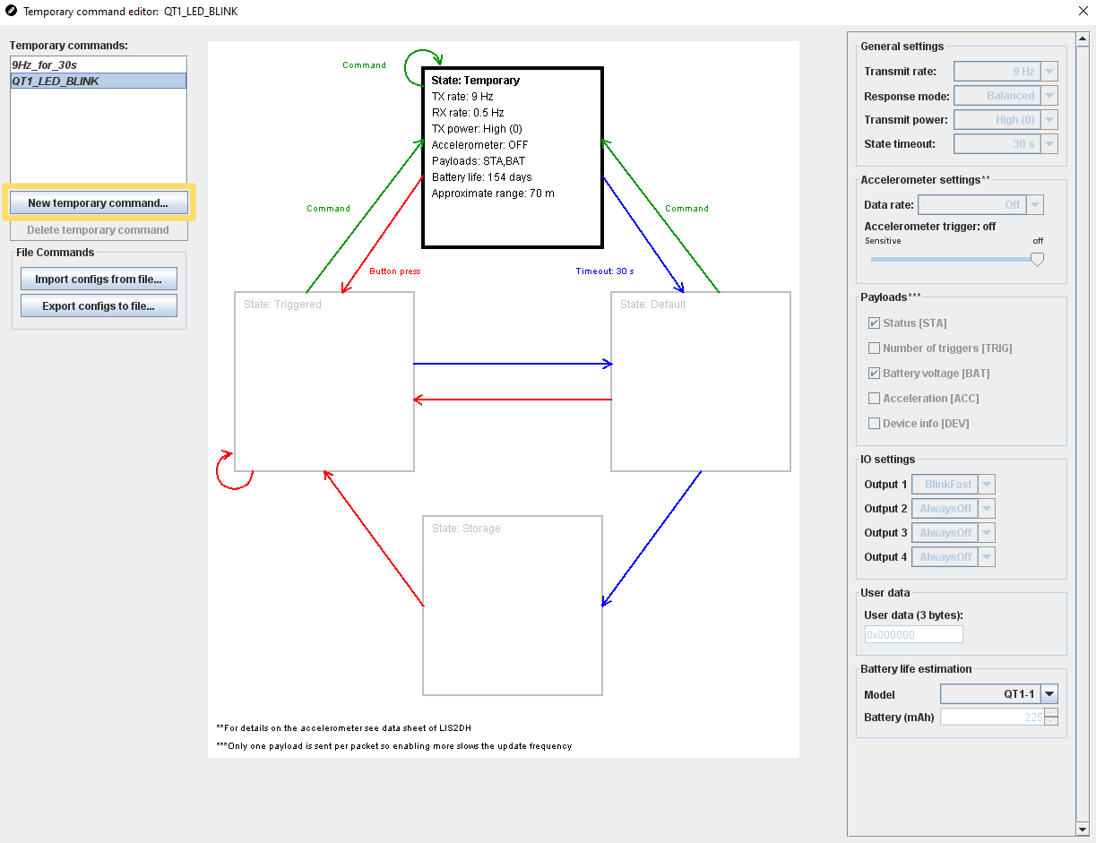 Temporary command editor: QT1_LED_BLINK
Temporary commands:
9Hz_for_30s
QT1_LED_BLINK
New temporary command...
Delete temporary command
File Commands
Import configs from file...
Export configs to file...
Command
State: Temporary
TX rate: 9 Hz
RX rate: 0.5 Hz
TX power: High (0)
Accelerometer: OFF
Payloads: STA,BAT
Battery life: 154 days
Approximate range: 70 m
Command
Command
Button press
Timeout: 30 s
State: Triggered
State: Default
State: Storage
**For details on the accelerometer see data sheet of LIS2DH
***Only one payload is sent per packet so enabling more slows the update frequency
General settings
Transmit rate: 9 Hz
Response mode: Balanced
Transmit power: High (0)
State timeout: 30 s
Accelerometer settings**
Data rate: Off
Accelerometer trigger: off
Sensitive off
Payloads***
Status [STA]
Number of triggers [TRIG]
Battery voltage [BAT]
Acceleration [ACC]
Device info [DEV]
IO settings
Output 1 BlinkFast
Output 2 AlwaysOff
Output 3 AlwaysOff
Output 4 AlwaysOff
User data
User data (3 bytes):
0x000000
Battery life estimation
Model QT1-1
Battery (mAh) 225